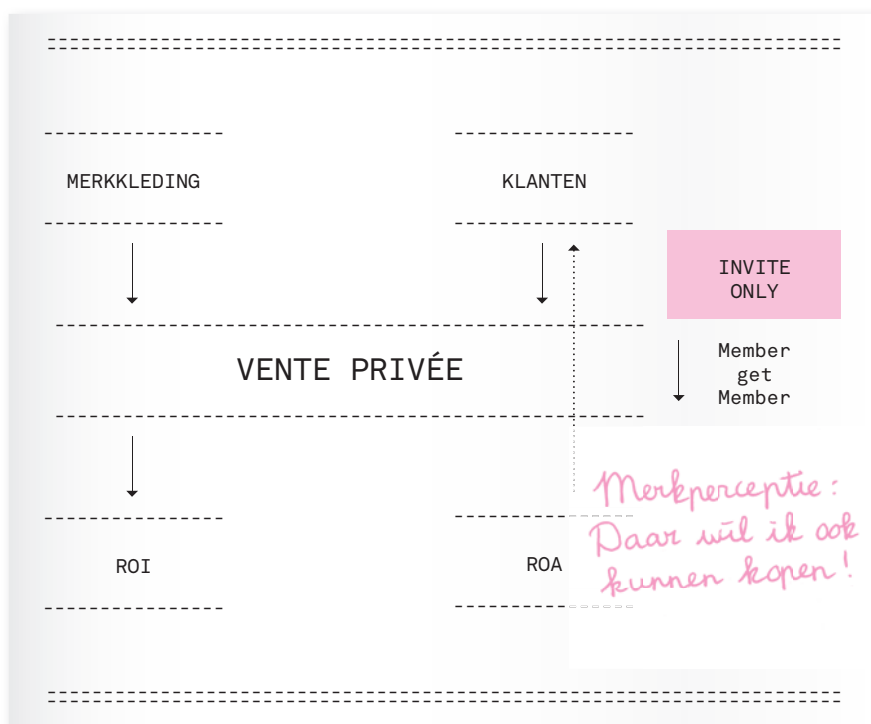 MERKKLEDING
KLANTEN
INVITE
ONLY
VENTE PRIVÉE
Member
get
Member
Merkperceptie:
Daar wil ik ook
kunnen kopen!
ROI
ROA